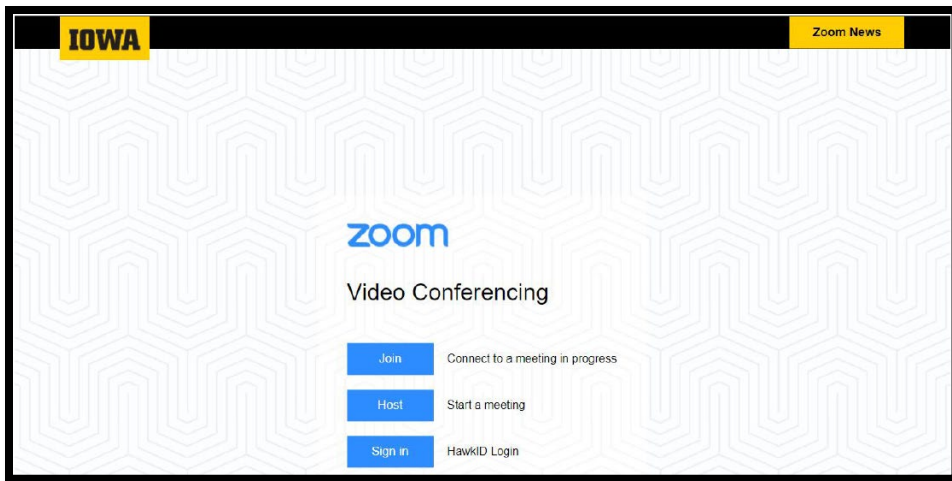 IOWA
Zoom News
zoom
Video Conferencing
Join Connect to a meeting in progress
Host Start a meeting
Sign in HawkID Login